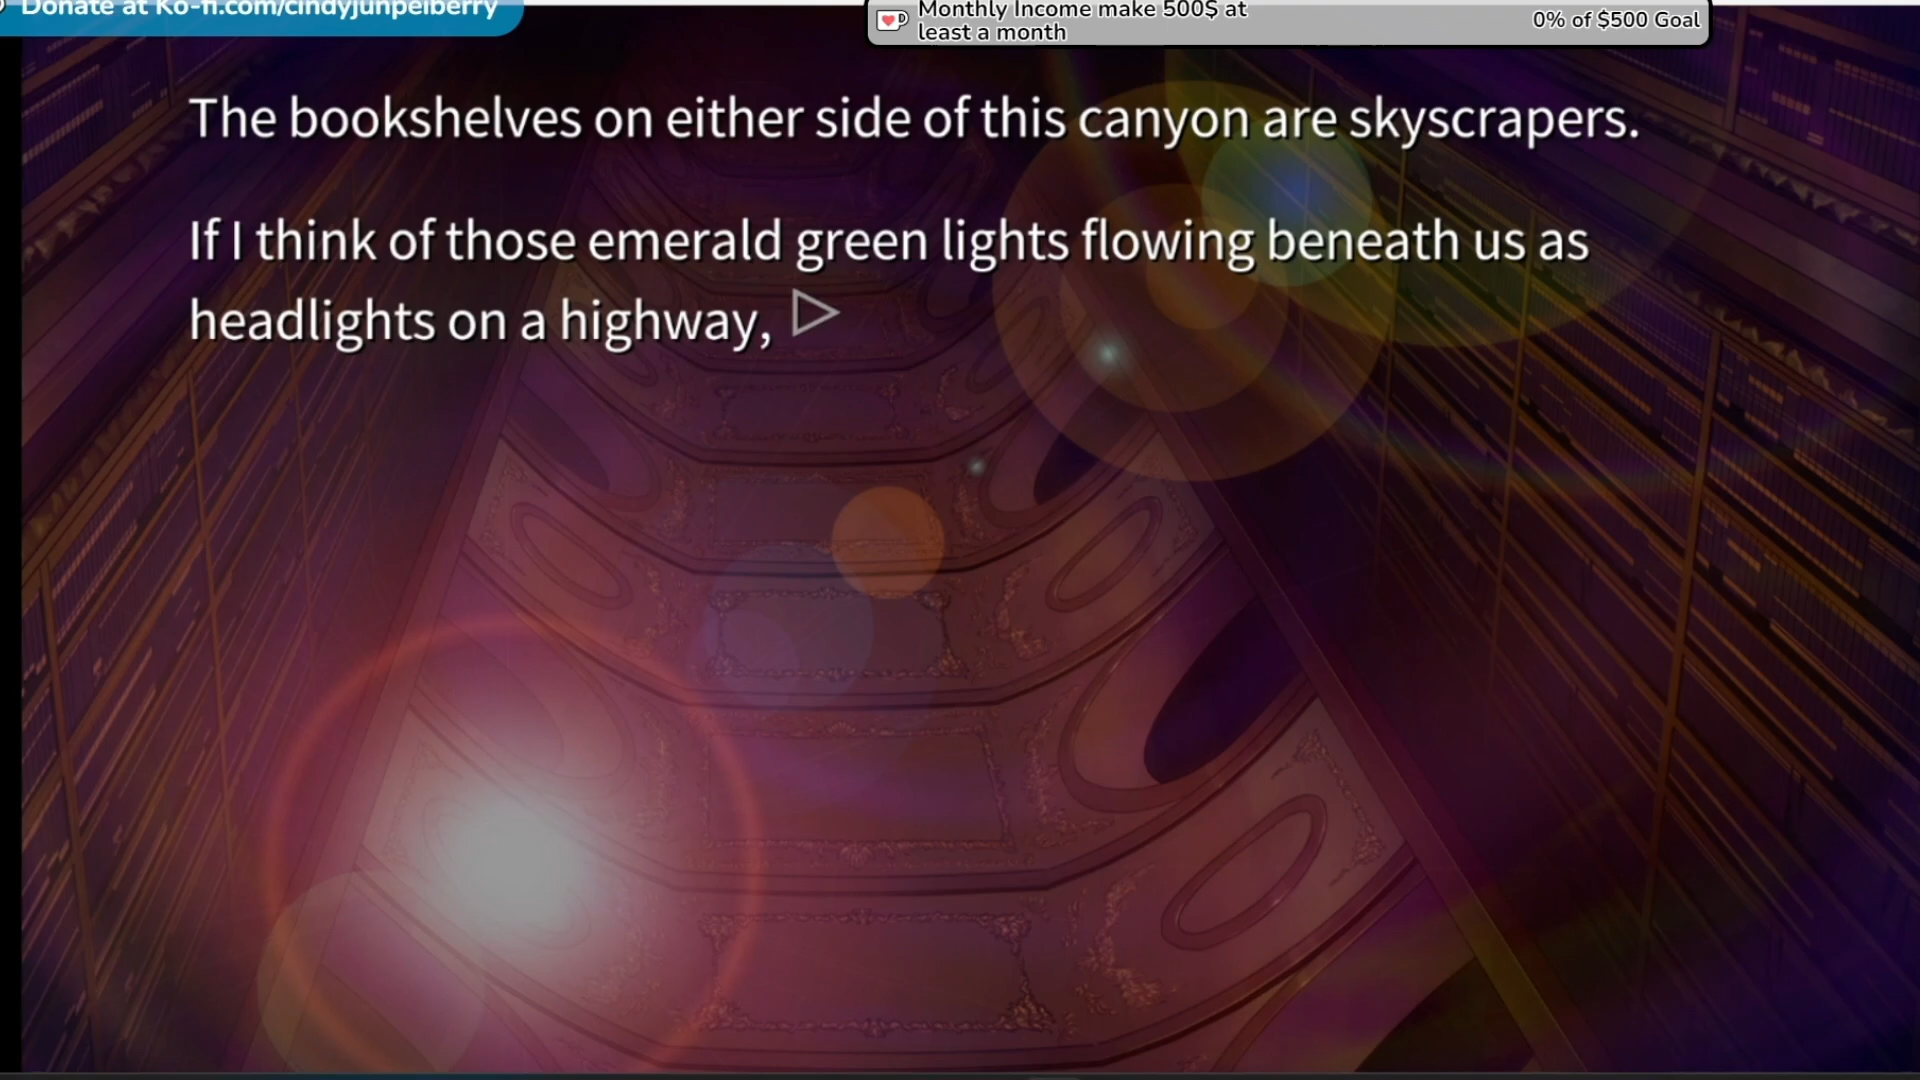 Donate at Ko-fi.com/cindyjunpeiberry
Monthly Income make 500$ at
least a month
0% of $500 Goal
The bookshelves on either side of this canyon are skyscrapers.
If I think of those emerald green lights flowing beneath us as
headlights on a highway,